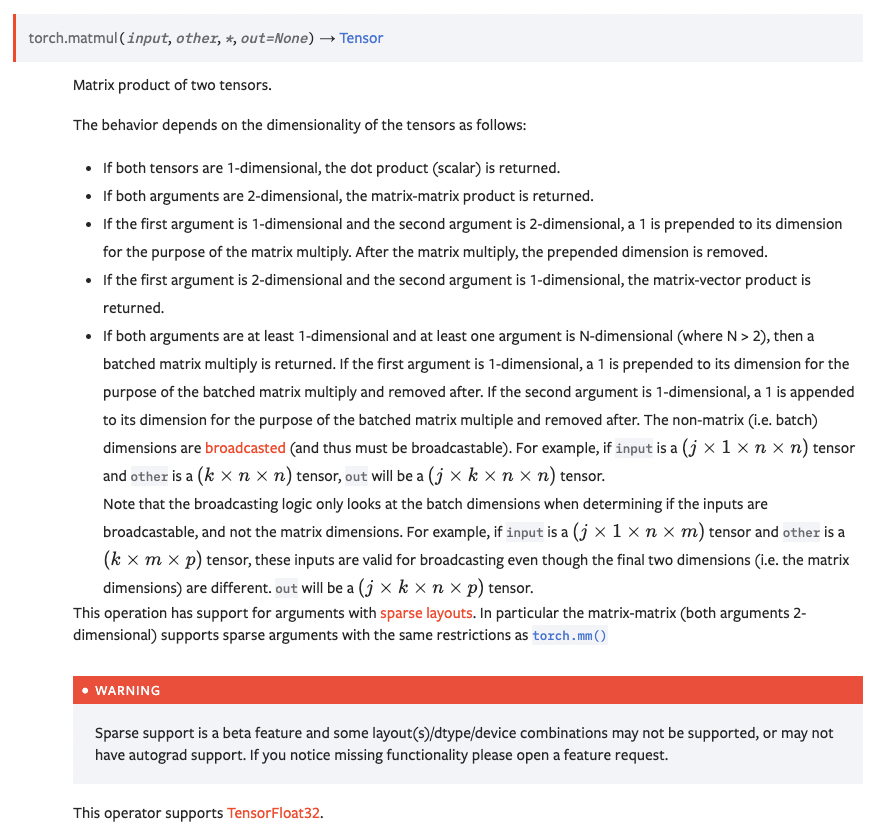 torch.matmul(input, other, *, out=None) → Tensor
Matrix product of two tensors.
The behavior depends on the dimensionality of the tensors as follows:
• If both tensors are 1-dimensional, the dot product (scalar) is returned.
• If both arguments are 2-dimensional, the matrix-matrix product is returned.
• If the first argument is 1-dimensional and the second argument is 2-dimensional, a 1 is prepended to its dimension
for the purpose of the matrix multiply. After the matrix multiply, the prepended dimension is removed.
• If the first argument is 2-dimensional and the second argument is 1-dimensional, the matrix-vector product is
returned.
• If both arguments are at least 1-dimensional and at least one argument is N-dimensional (where N > 2), then a
batched matrix multiply is returned. If the first argument is 1-dimensional, a 1 is prepended to its dimension for the
purpose of the batched matrix multiply and removed after. If the second argument is 1-dimensional, a 1 is appended
to its dimension for the purpose of the batched matrix multiple and removed after. The non-matrix (i.e. batch)
dimensions are broadcasted (and thus must be broadcastable). For example, if input is a (j × 1 × n × n) tensor
and other is a (k × n × n) tensor, out will be a (j × k × n × n) tensor.
Note that the broadcasting logic only looks at the batch dimensions when determining if the inputs are
broadcastable, and not the matrix dimensions. For example, if input is a (j × 1 × n × m) tensor and other is a
(k × m × p) tensor, these inputs are valid for broadcasting even though the final two dimensions (i.e. the matrix
dimensions) are different. out will be a (j × k × n × p) tensor.
This operation has support for arguments with sparse layouts. In particular the matrix-matrix (both arguments 2-
dimensional) supports sparse arguments with the same restrictions as torch.mm()
• WARNING
Sparse support is a beta feature and some layout(s)/dtype/device combinations may not be supported, or may not
have autograd support. If you notice missing functionality please open a feature request.
This operator supports TensorFloat32.